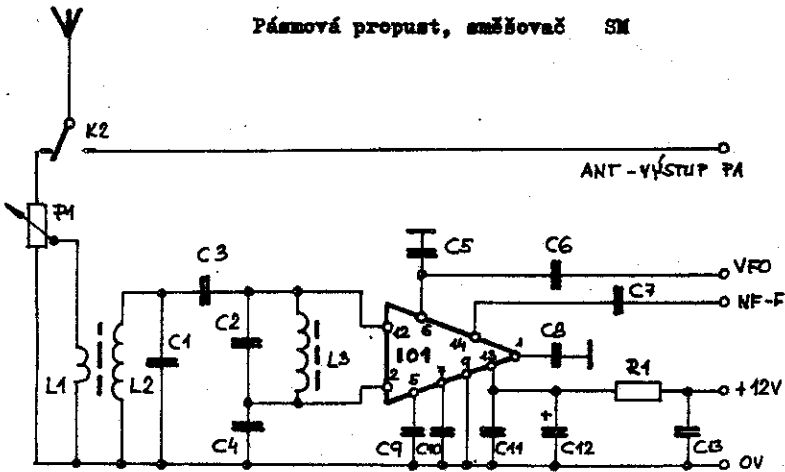 Pásmová propust, směšovač SM
K2
ANT-VÝSTUP PA
P1
C3
C5
C6
VFO
C7
NF-F
C1
C2
L3
12
6
14
1
C8
IO1
2
5
7
9
13
L1
L2
R1
+12V
C4
C9
C10
C11
C12
+
C13
0V